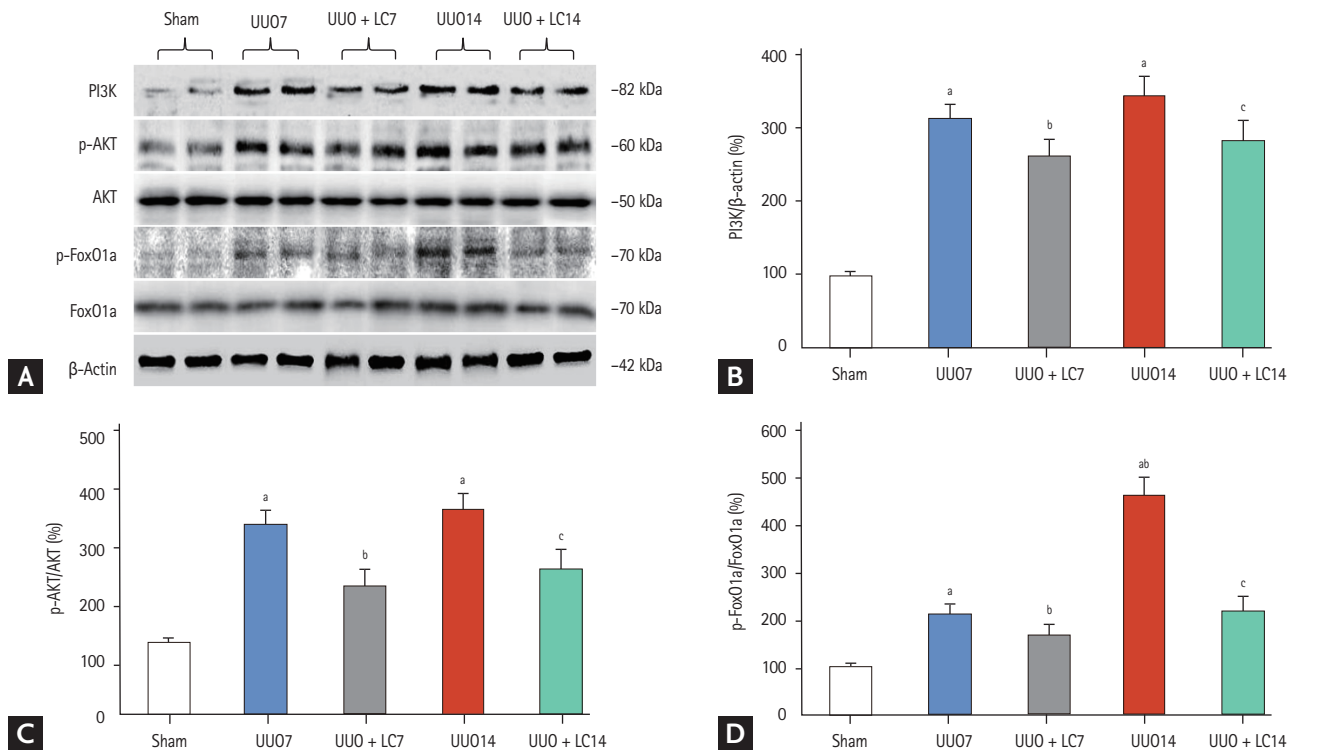 Sham UUO7 UUO + LC7 UUO14 UUO + LC14
PI3K –82 kDa
p-AKT –60 kDa
AKT –50 kDa
p-FoxO1a –70 kDa
FoxO1a –70 kDa
β-Actin –42 kDa
A
PI3K/β-actin (%)
400
300
200
100
0
a
b
a
c
Sham UUO7 UUO + LC7 UUO14 UUO + LC14
B
p-AKT/AKT (%)
500
400
300
200
100
0
a
b
a
c
Sham UUO7 UUO + LC7 UUO14 UUO + LC14
C
p-FoxO1a/FoxO1a (%)
600
500
400
300
200
100
0
a
b
ab
c
Sham UUO7 UUO + LC7 UUO14 UUO + LC14
D